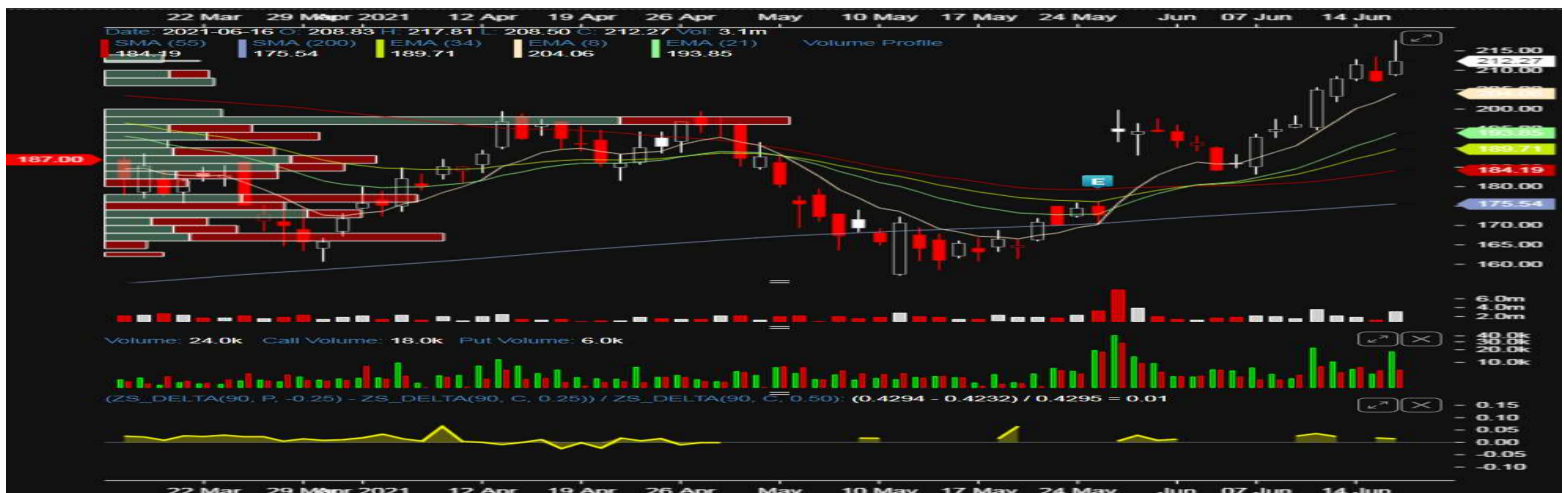 22 Mar 29 Mar Apr 2021 12 Apr 19 Apr 26 Apr May 10 May 17 May 24 May Jun 07 Jun 14 Jun
Date: 2021-06-16 O: 208.83 H: 217.81 L: 208.50 C: 212.27 Vol: 3.1m
SMA (55) SMA (200) EMA (34) EMA (8) EMA (21) Volume Profile
184.19 175.54 189.71 204.06 193.85
215.00
212.27
210.00
204.06
200.00
193.85
189.71
187.00
184.19
180.00
E
175.54
170.00
165.00
160.00
6.0m
4.0m
2.0m
Volume: 24.0k Call Volume: 18.0k Put Volume: 6.0k
40.0k
30.0k
20.0k
10.0k
(ZS_DELTA(90, P, -0.25) - ZS_DELTA(90, C, 0.25)) / ZS_DELTA(90, C, 0.50): (0.4294 - 0.4232) / 0.4295 = 0.01
0.15
0.10
0.05
0.00
-0.05
-0.10
22 Mar 29 Mar Apr 2021 12 Apr 19 Apr 26 Apr May 10 May 17 May 24 May Jun 07 Jun 14 Jun